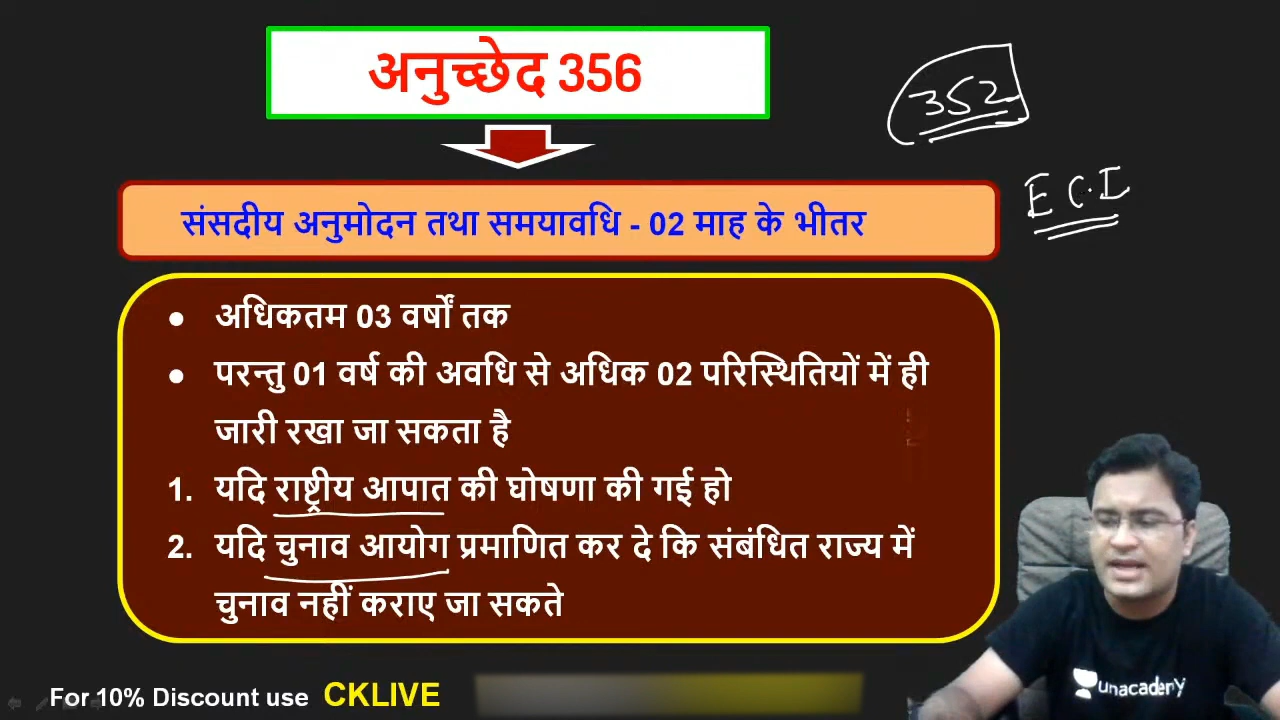 अनुच्छेद 356
352
E C I
संसदीय अनुमोदन तथा समयावधि - 02 माह के भीतर
• अधिकतम 03 वर्षों तक
• परन्तु 01 वर्ष की अवधि से अधिक 02 परिस्थितियों में ही
जारी रखा जा सकता है
1. यदि राष्ट्रीय आपात की घोषणा की गई हो
2. यदि चुनाव आयोग प्रमाणित कर दे कि संबंधित राज्य में
चुनाव नहीं कराए जा सकते
unacademy
For 10% Discount use CKLIVE